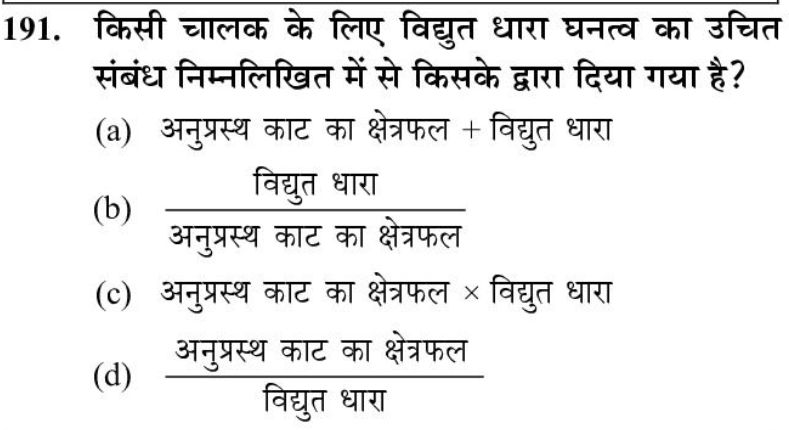 191. किसी चालक के लिए विद्युत धारा घनत्व का उचित
संबंध निम्नलिखित में से किसके द्वारा दिया गया है?
(a) अनुप्रस्थ काट का क्षेत्रफल + विद्युत धारा
(b) विद्युत धारा
अनुप्रस्थ काट का क्षेत्रफल
(c) अनुप्रस्थ काट का क्षेत्रफल × विद्युत धारा
(d) अनुप्रस्थ काट का क्षेत्रफल
विद्युत धारा